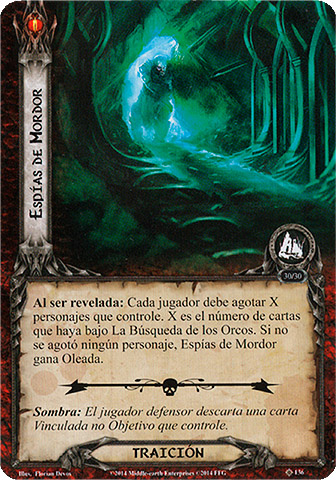 Espías de Mordor
30/30
Al ser revelada: Cada jugador debe agotar X
personajes que controle. X es el número de cartas
que haya bajo La Búsqueda de los Orcos. Si no
se agotó ningún personaje, Espías de Mordor
gana Oleada.
Sombra: El jugador defensor descarta una carta
Vinculada no Objetivo que controle.
TRAICIÓN
Illus. Florian Devos
©2014 Middle-earth Enterprises ©2014 FFG
136